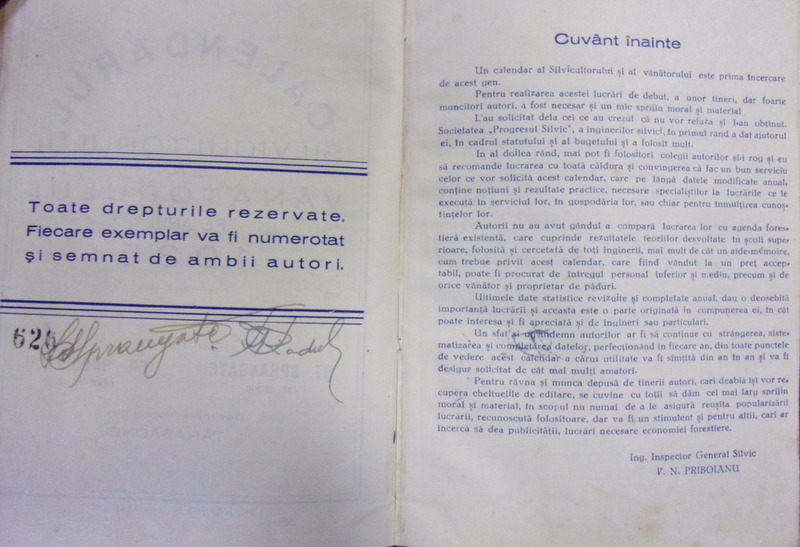 Toate drepturile rezervate.
Fiecare exemplar va fi numerotat
și semnat de ambii autori.
Cuvânt înainte
Un calendar al Silvicultorului și al vânătorului este prima încercare
de acest gen.
Pentru realizarea acestei lucrări de debut, a unor tineri, dar foarte
muncitori autori, a fost necesar și un mic sprijin moral și material
L'au solicitat dela cei ce au crezut că nu vor refuza și l-au obținut.
Societatea „Progresul Silvic", a inginerilor silvici, în primul rând a dat ajutorul
ei, în cadrul statutului și al bugetului și a folosit mult.
In al doilea rând, mai pot fi folositori colegii autorilor și-i rog și eu
să recomande lucrarea cu toată căldura și convingerea că fac un bun serviciu
celor ce vor solicită acest calendar, care pe lângă datele modificate anual,
conține noțiuni și rezultate practice, necesare specialiștilor la lucrările ce le
execută în serviciul lor, în gospodăria lor, sau chiar pentru înmulțirea cunoș-
tințelor lor.
Autorii nu au avut gândul a compară lucrarea lor cu agenda fores-
tieră existentă, care cuprinde rezultatele teoriilor desvoltate în școli supe-
rioare, folosită și cercetată de toți inginerii, mai mult de cât un aide-mémoire,
cum trebue privii acest calendar, care fiind vândut la un preț accep-
tabil, poate fi procurat de întregul personal inferior și mediu, precum și de
orice vânător și proprietar de păduri.
Ultimele date statistice revizuite și completate anual, dau o deosebită
importanță lucrării și aceasta este o parte originală în compunerea ei, în cât
poate interesa și fi apreciată și de ingineri sau particulari.
Un sfat și îndemn autorilor ar fi să continue cu strângerea, siste-
matizarea și completarea datelor, perfecționând în fiecare an, din toate punctele
de vedere acest calendar a cărui utilitate va fi simțită din an în an și va fi
desigur solicitat de cât mai mulți amatori.
Pentru râvna și munca depusă de tinerii autori, cari deabià își vor re-
cupera cheltuelile de editare, se cuvine cu toții să dăm cel mai larg sprijin
moral și material, în scopul nu numai de a le asigură reușita popularizării
lucrării, recunoscută folositoare, dar va fi un stimulent și pentru alții, cari ar
încercă să dea publicității, lucrări necesare economiei forestiere.
Ing. Inspector General Silvic
V. N. PRIBOIANU